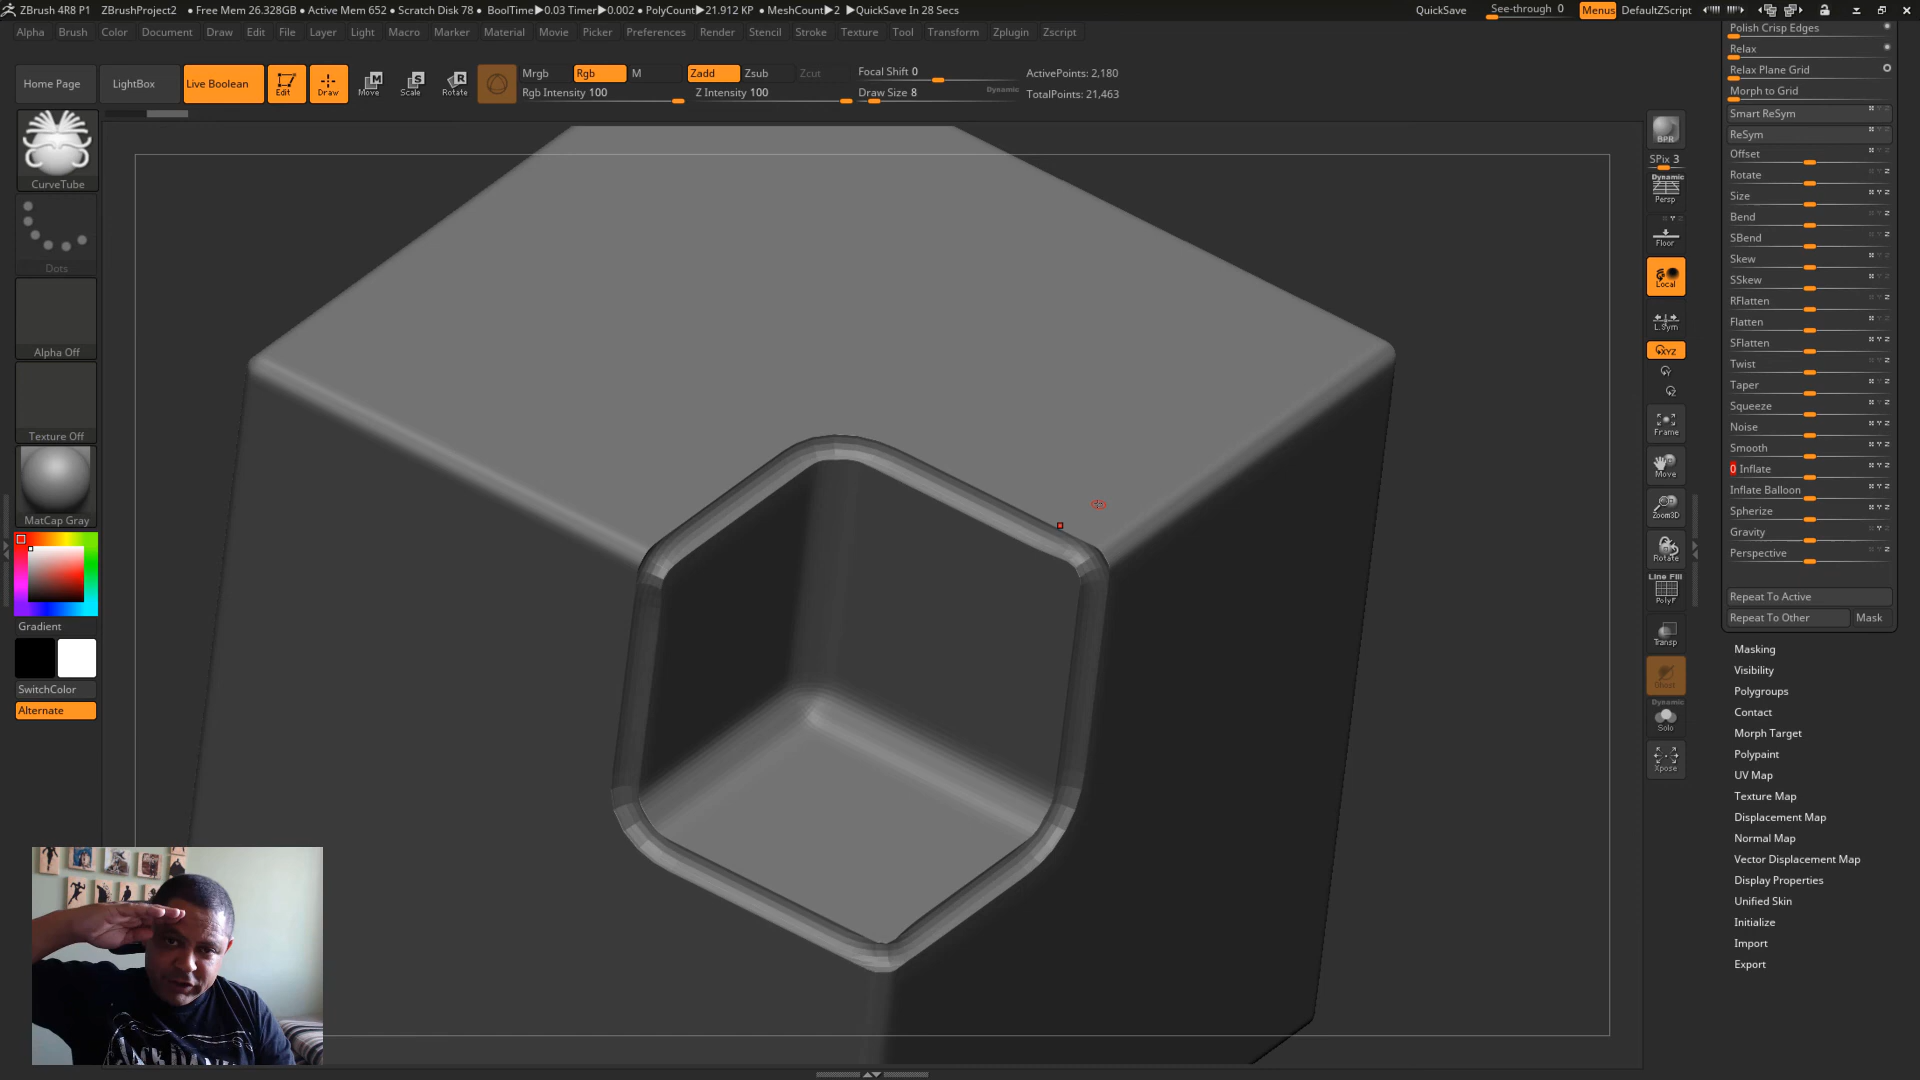 ZBrush 4R8 P1 ZBrushProject2 ● Free Mem 26.328GB ● Active Mem 652 ● Scratch Disk 78 ● BoolTime▶0.03 Timer▶0.002 ● PolyCount▶21.912 KP ● MeshCount▶2 ▶QuickSave In 28 Secs QuickSave See-through 0 Menus DefaultZScript
Alpha Brush Color Document Draw Edit File Layer Light Macro Marker Material Movie Picker Preferences Render Stencil Stroke Texture Tool Transform Zplugin Zscript
Home Page LightBox Live Boolean Edit Draw Move Scale Rotate
Mrgb Rgb M Zadd Zsub Zcut Focal Shift 0 ActivePoints: 2,180
Rgb Intensity 100 Z Intensity 100 Draw Size 8 Dynamic TotalPoints: 21,463
CurveTube
Dots
Alpha Off
Texture Off
MatCap Gray
Gradient
SwitchColor
Alternate
BPR
SPix 3
Dynamic
Persp
Floor
Local
L.Sym
XYZ
Y
Z
Frame
Move
Zoom3D
Rotate
Line Fill
PolyF
Transp
Ghost
Dynamic
Solo
Xpose
Polish Crisp Edges
Relax
Relax Plane Grid
Morph to Grid
Smart ReSym
ReSym
Offset
Rotate
Size
Bend
SBend
Skew
SSkew
RFlatten
Flatten
SFlatten
Twist
Taper
Squeeze
Noise
Smooth
0 Inflate
Inflate Balloon
Spherize
Gravity
Perspective
Repeat To Active
Repeat To Other Mask
Masking
Visibility
Polygroups
Contact
Morph Target
Polypaint
UV Map
Texture Map
Displacement Map
Normal Map
Vector Displacement Map
Display Properties
Unified Skin
Initialize
Import
Export